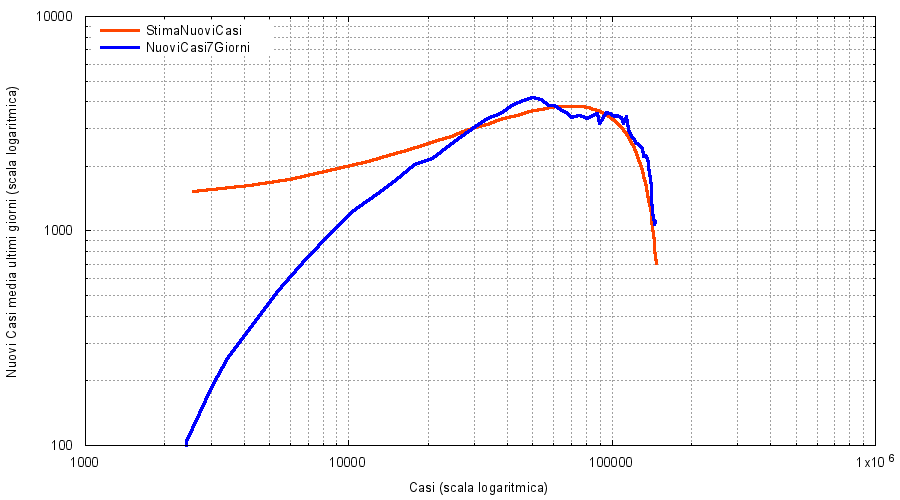 10000
StimaNuoviCasi
NuoviCasi7Giorni
Nuovi Casi media ultimi giorni (scala logaritmica)
1000
100
1000
10000
100000
1x10 6
Casi (scala logaritmica)